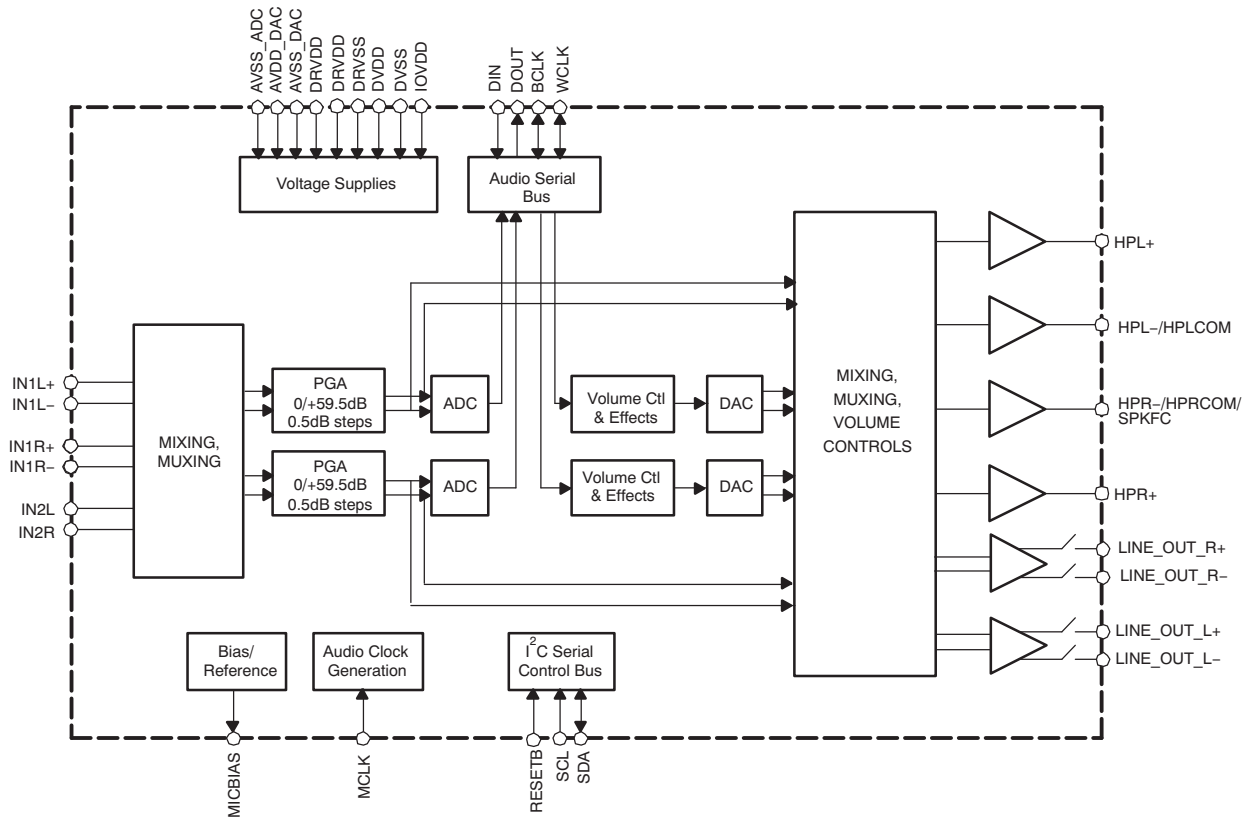 AVSS_ADC
AVDD_DAC
AVSS_DAC
DRVDD
DRVDD
DRVSS
DVDD
DVSS
IOVDD
DIN
DOUT
BCLK
WCLK
Voltage Supplies
Audio Serial
Bus
HPL+
HPL−/HPLCOM
HPR−/HPRCOM/
SPKFC
HPR+
LINE_OUT_R+
LINE_OUT_R−
LINE_OUT_L+
LINE_OUT_L−
IN1L+
IN1L−
IN1R+
IN1R−
IN2L
IN2R
MIXING,
MUXING
PGA
0/+59.5dB
0.5dB steps
ADC
Volume Ctl
& Effects
DAC
PGA
0/+59.5dB
0.5dB steps
ADC
Volume Ctl
& Effects
DAC
MIXING,
MUXING,
VOLUME
CONTROLS
Bias/
Reference
Audio Clock
Generation
I2C Serial
Control Bus
MICBIAS
MCLK
RESETB
SCL
SDA